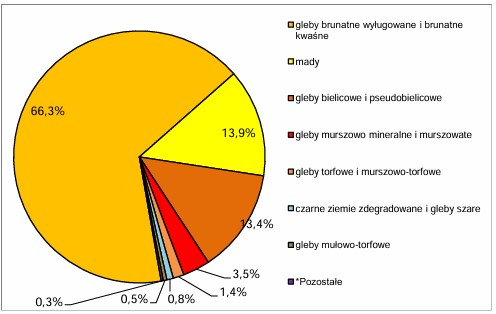 gleby brunatne wyługowane i brunatne
kwaśne
mady
gleby bielicowe i pseudobielicowe
gleby murszowo mineralne i murszowate
gleby torfowe i murszowo-torfowe
czarne ziemie zdegradowane i gleby szare
gleby mułowo-torfowe
*Pozostałe
66,3%
13,9%
13,4%
3,5%
1,4%
0,8%
0,5%
0,3%